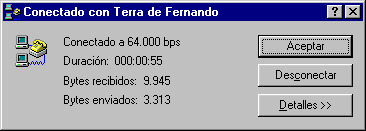 Conectado con Terra de Fernando
Conectado a 64.000 bps
Duración: 000:00:55
Bytes recibidos: 9.945
Bytes enviados: 3.313
Aceptar
Desconectar
Detalles >>